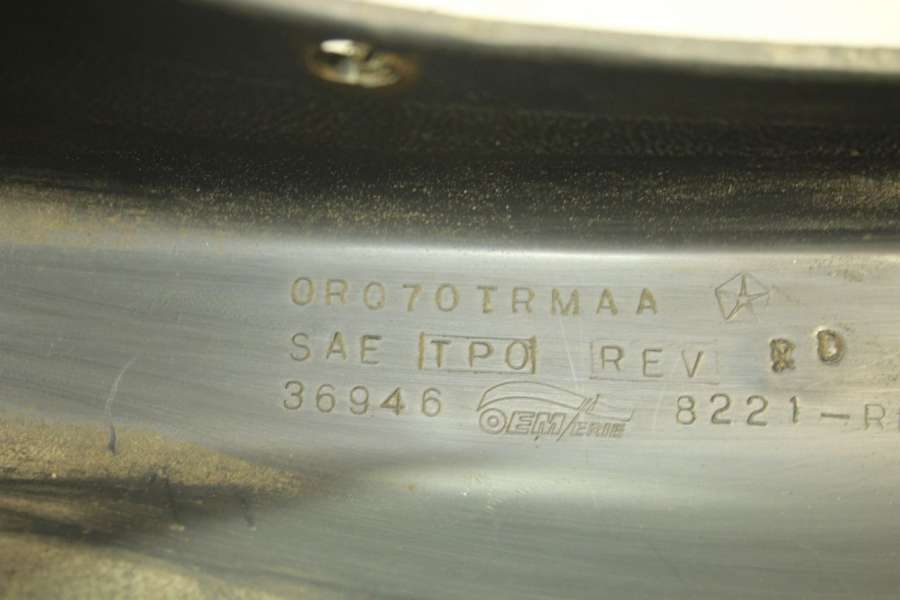 0R070TRMAA
SAE TPO REV D
36946 OEM/ERIE 8221-R